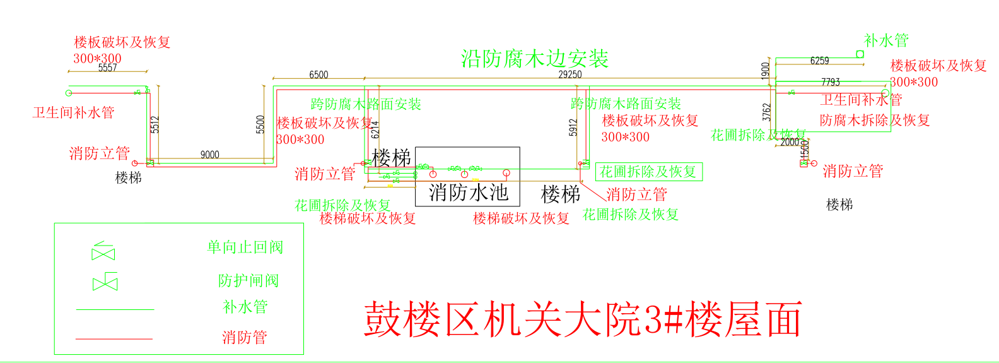 楼板破坏及恢复
300*300
5557
卫生间补水管
5512
消防立管
楼梯
9000
5500
6500
沿防腐木边安装
29250
跨防腐木路面安装
楼板破坏及恢复
300*300
6214
楼梯
消防立管
消防水池
花圃拆除及恢复
楼梯破坏及恢复
楼梯破坏及恢复
跨防腐木路面安装
楼板破坏及恢复
300*300
5912
花圃拆除及恢复
楼梯
消防立管
花圃拆除及恢复
补水管
1900
6259
楼板破坏及恢复
300*300
7793
卫生间补水管
3762
防腐木拆除及恢复
花圃拆除及恢复
2000
1500
消防立管
楼梯
单向止回阀
防护闸阀
补水管
消防管
鼓楼区机关大院3#楼屋面